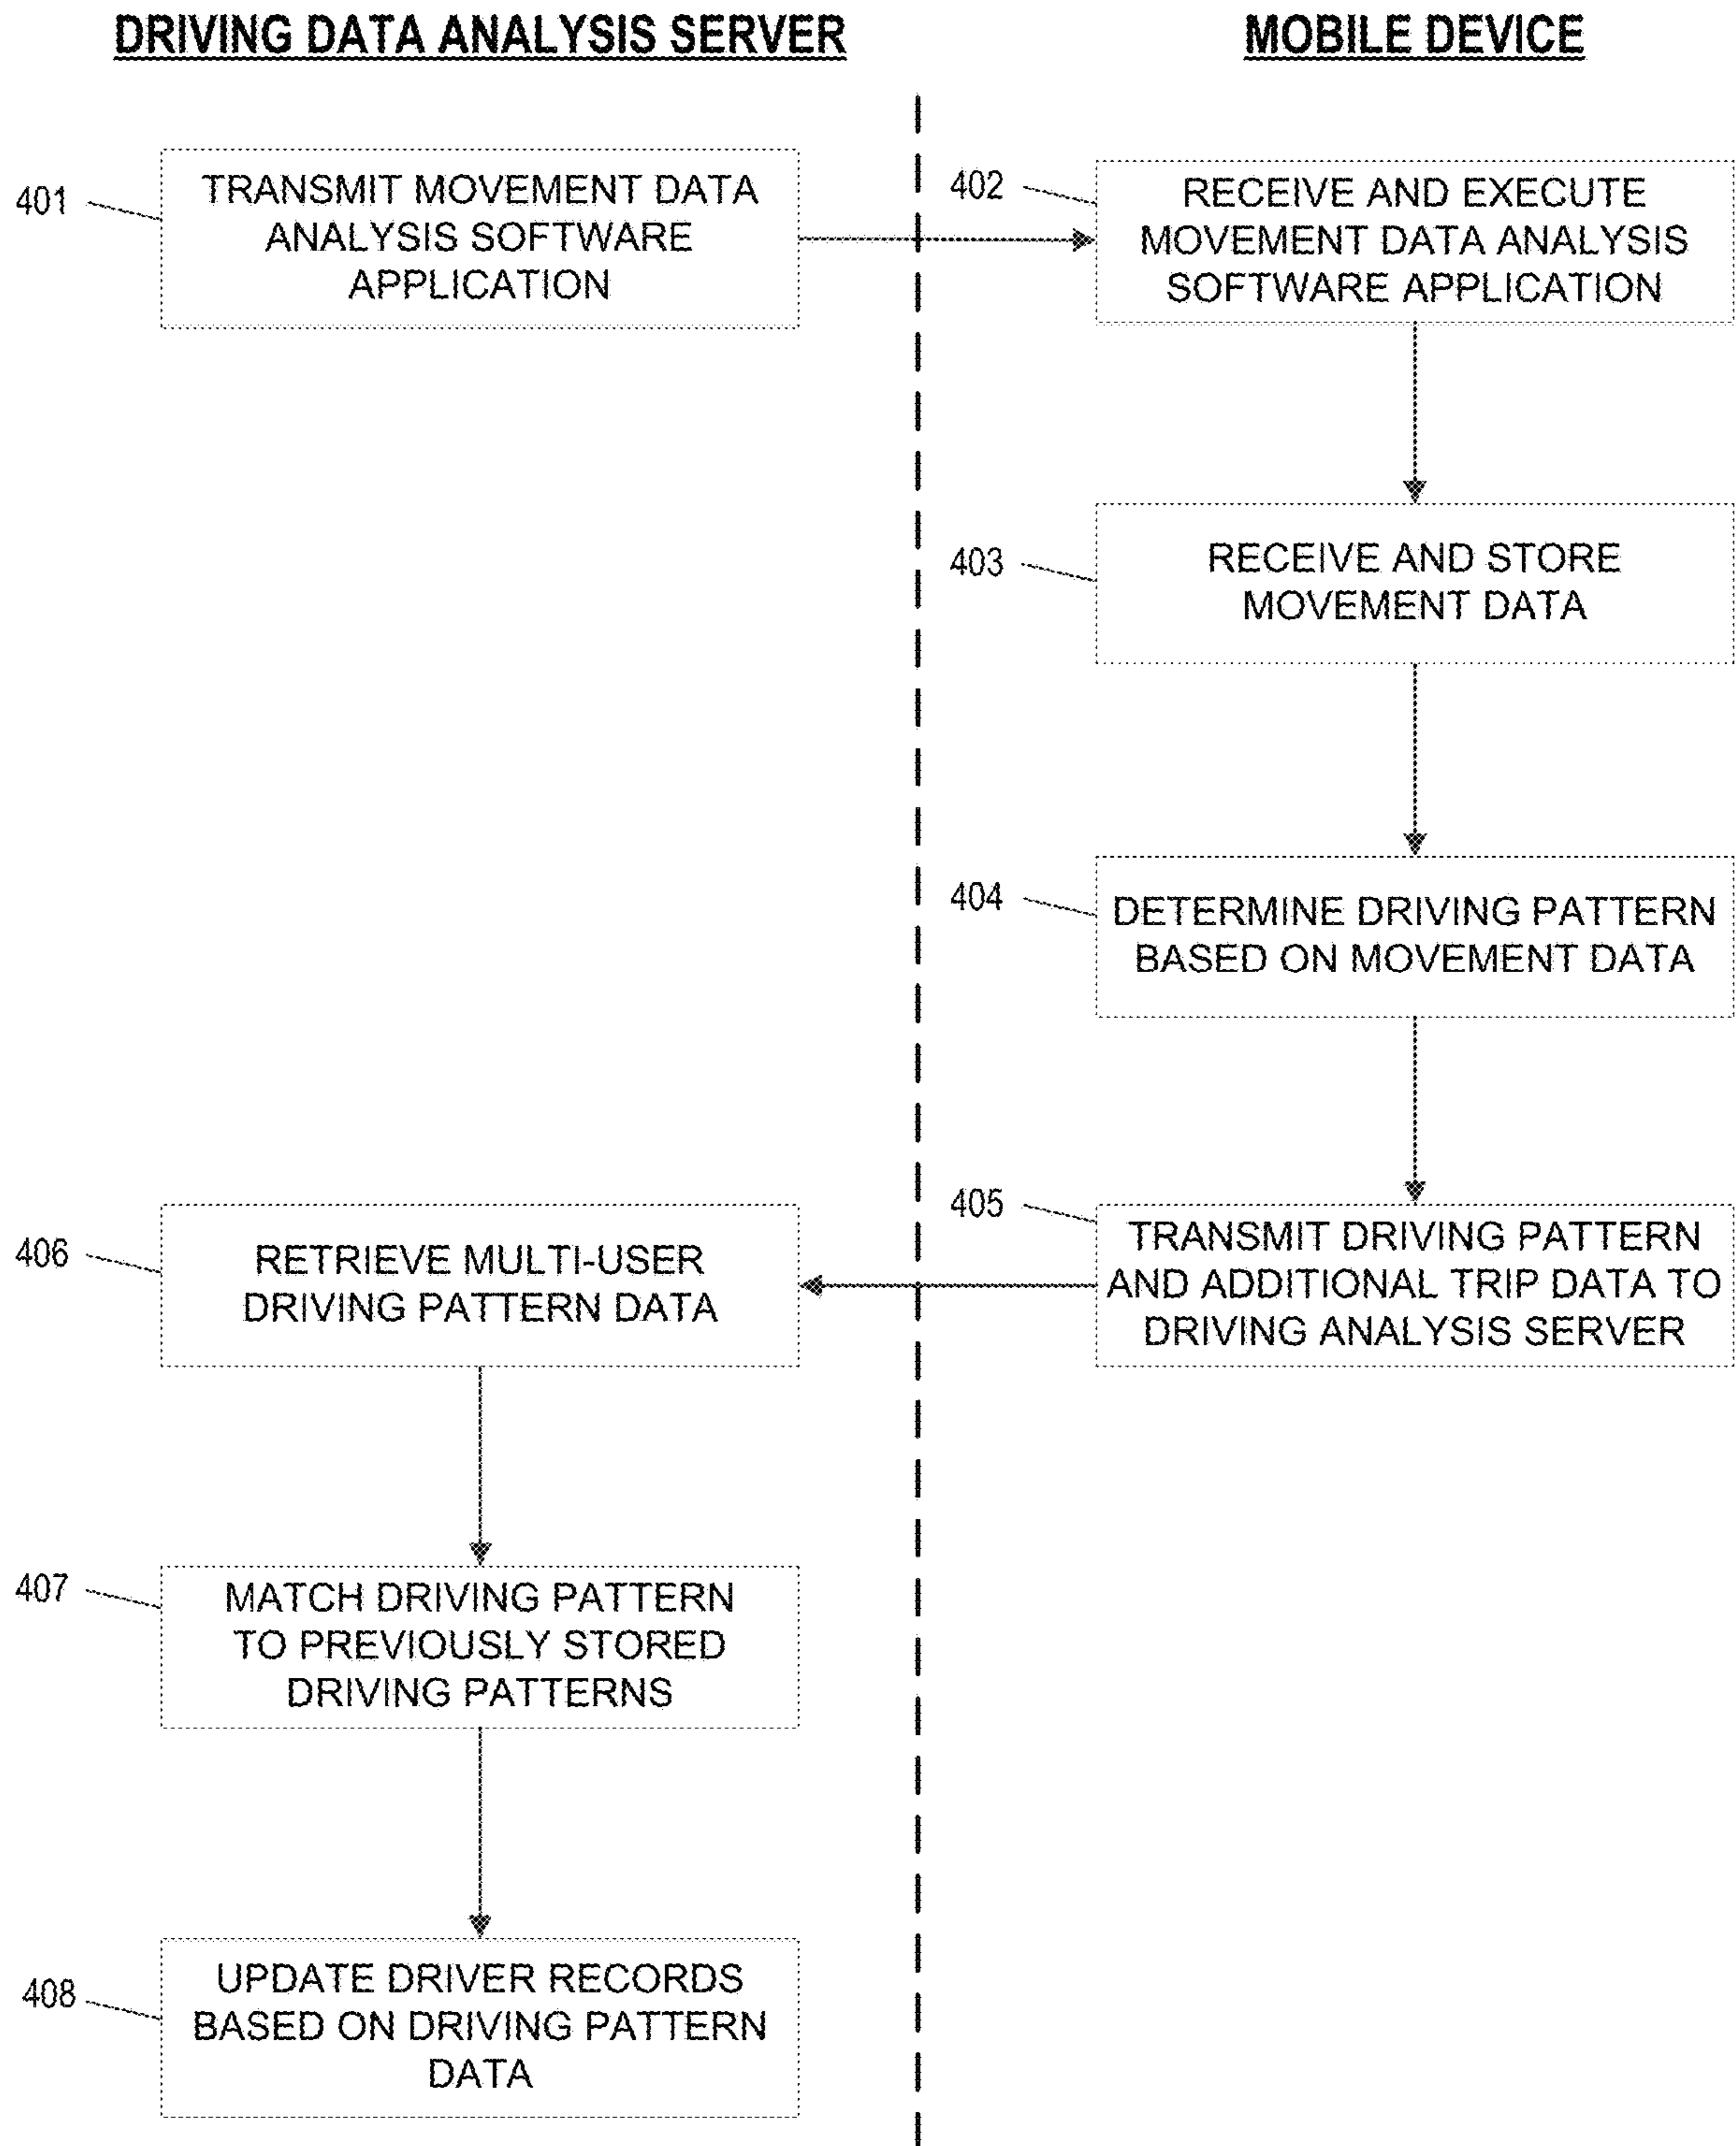 DRIVING DATA ANALYSIS SERVER
MOBILE DEVICE
401
TRANSMIT MOVEMENT DATA
ANALYSIS SOFTWARE
APPLICATION
402
RECEIVE AND EXECUTE
MOVEMENT DATA ANALYSIS
SOFTWARE APPLICATION
403
RECEIVE AND STORE
MOVEMENT DATA
404
DETERMINE DRIVING PATTERN
BASED ON MOVEMENT DATA
405
TRANSMIT DRIVING PATTERN
AND ADDITIONAL TRIP DATA TO
DRIVING ANALYSIS SERVER
406
RETRIEVE MULTI-USER
DRIVING PATTERN DATA
407
MATCH DRIVING PATTERN
TO PREVIOUSLY STORED
DRIVING PATTERNS
408
UPDATE DRIVER RECORDS
BASED ON DRIVING PATTERN
DATA